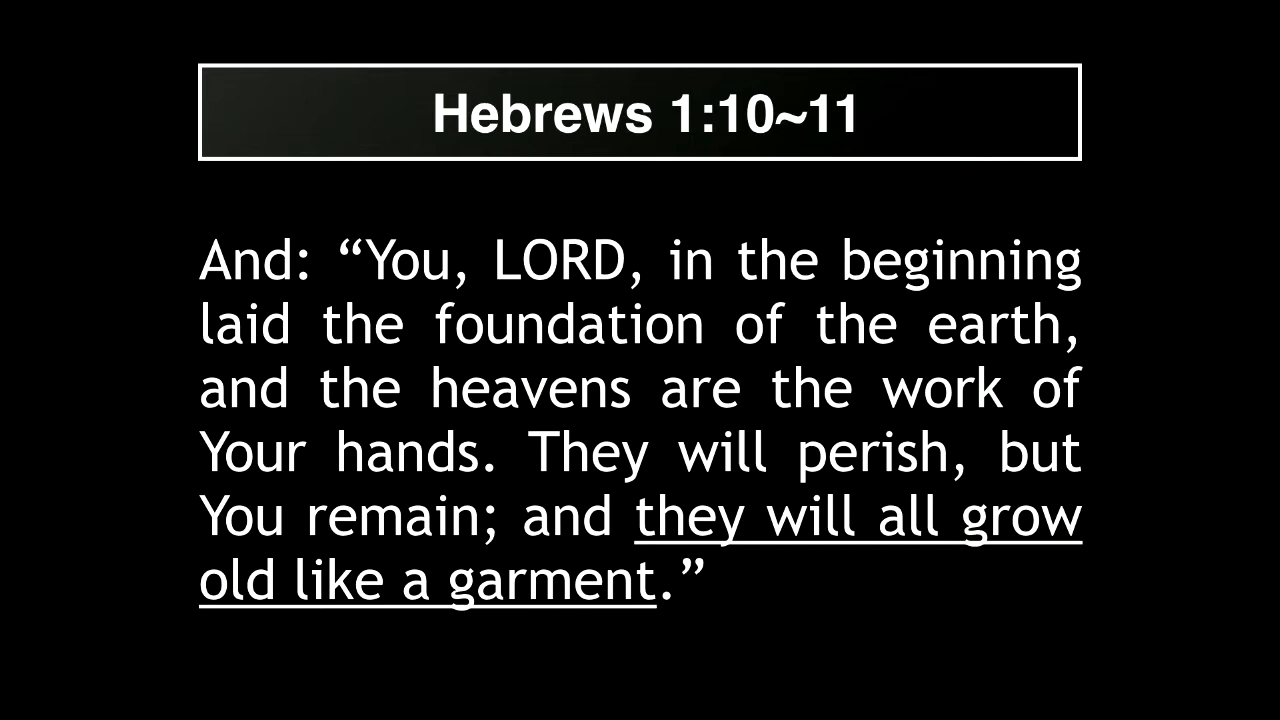 Hebrews 1:10~11
And: “You, LORD, in the beginning
laid the foundation of the earth,
and the heavens are the work of
Your hands. They will perish, but
You remain; and they will all grow
old like a garment.”